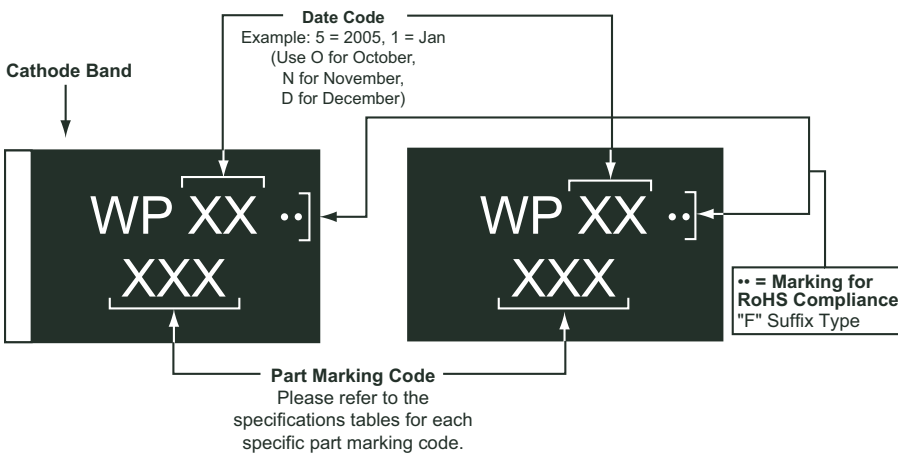 Date Code
Example: 5 = 2005, 1 = Jan
(Use O for October,
N for November,
D for December)
Cathode Band
WP XX ••
XXX
WP XX ••
XXX
•• = Marking for
RoHS Compliance
"F" Suffix Type
Part Marking Code
Please refer to the
specifications tables for each
specific part marking code.